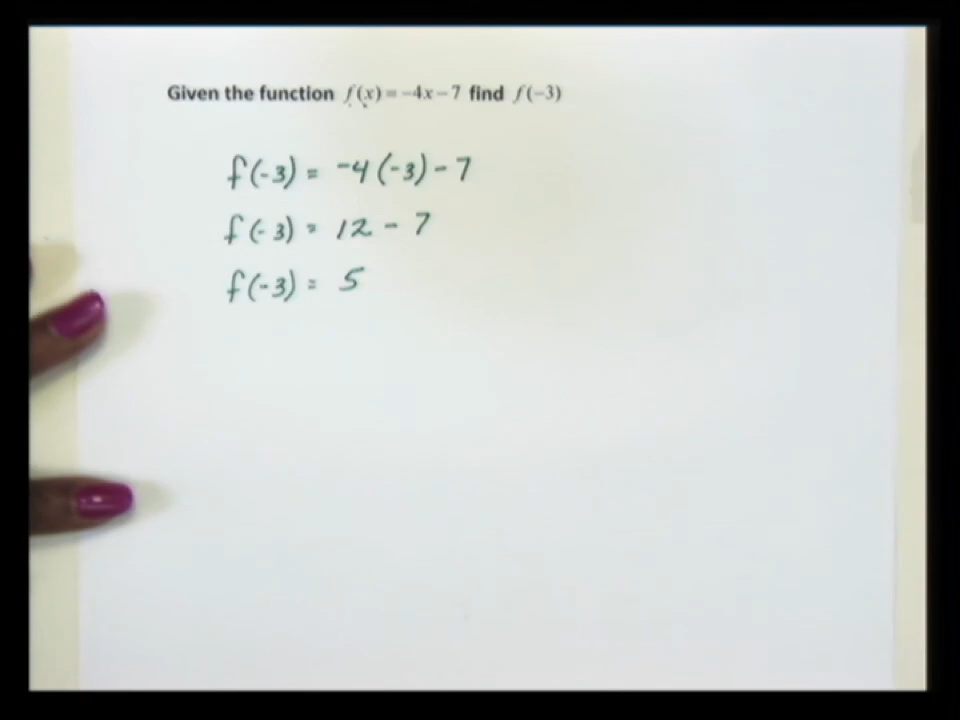 Given the function f(x)=−4x−7 find f(−3)
f(-3) = -4(-3)-7
f(-3) = 12 - 7
f(-3) = 5